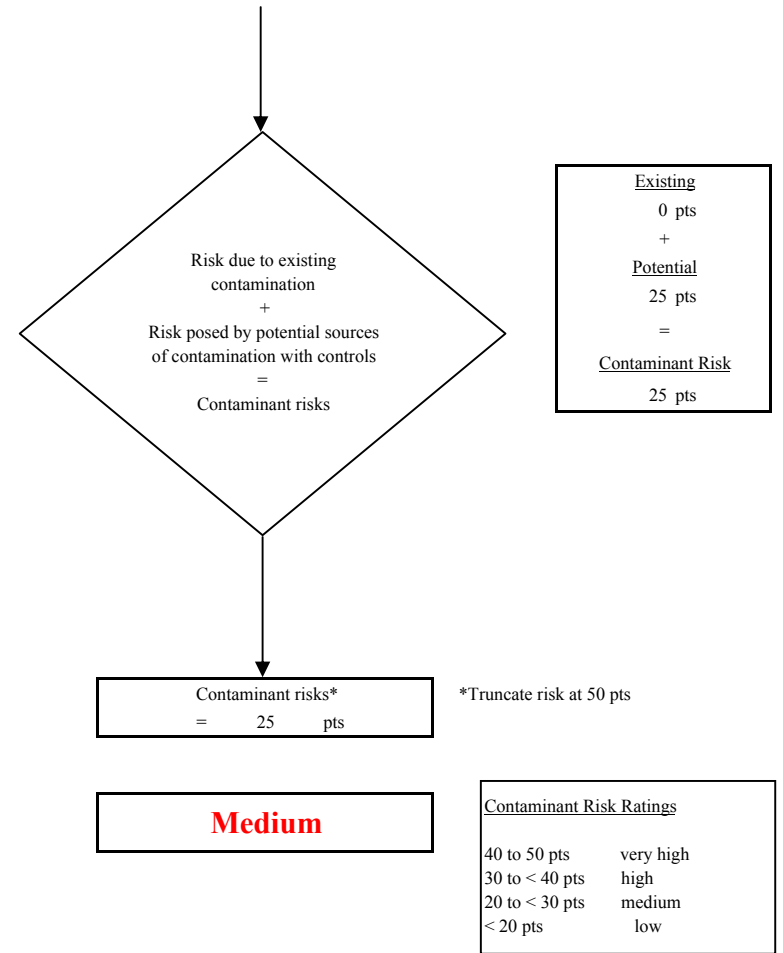 Risk due to existing
contamination
+
Risk posed by potential sources
of contamination with controls
=
Contaminant risks
Existing
0 pts
+
Potential
25 pts
=
Contaminant Risk
25 pts
Contaminant risks*
= 25 pts
*Truncate risk at 50 pts
Medium
Contaminant Risk Ratings
40 to 50 pts very high
30 to < 40 pts high
20 to < 30 pts medium
< 20 pts low